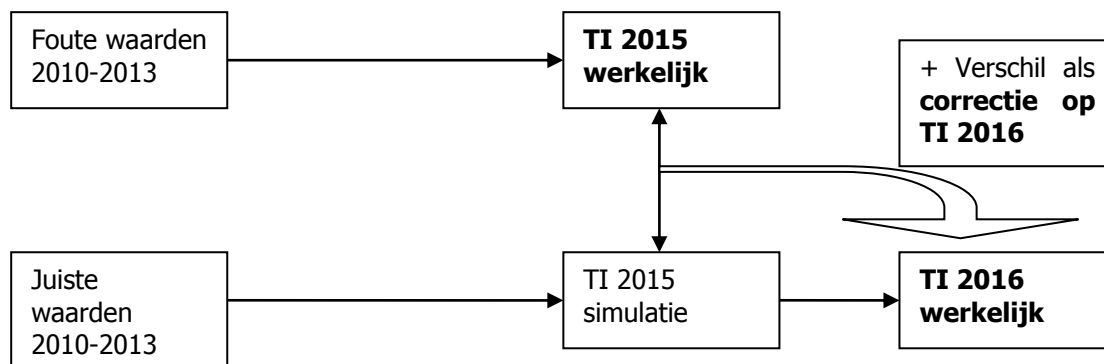 Foute waarden
2010-2013
TI 2015
werkelijk
+ Verschil als
correctie op
TI 2016
Juiste
waarden
2010-2013
TI 2015
simulatie
TI 2016
werkelijk